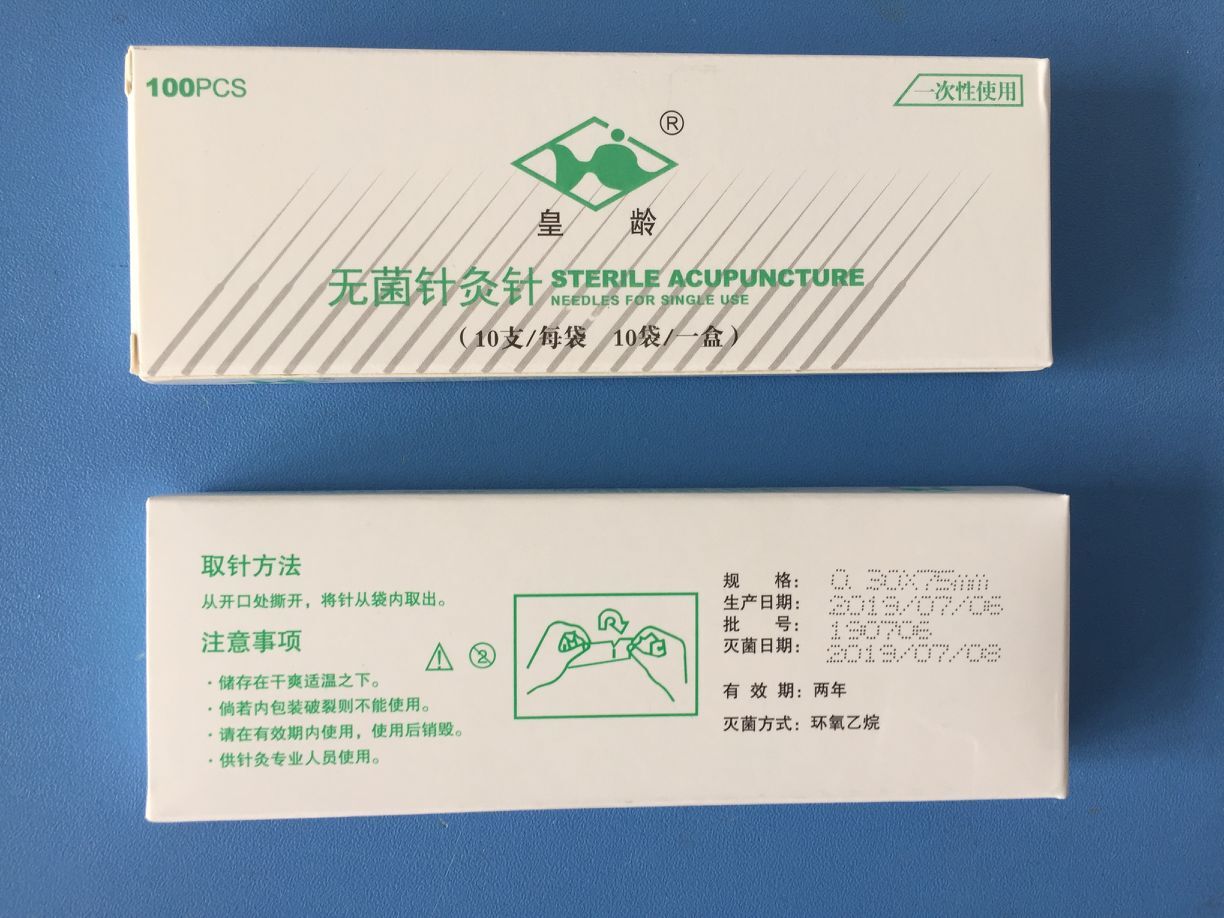 100PCS
一次性使用
®
皇龄
无菌针灸针 STERILE ACUPUNCTURE
NEEDLES FOR SINGLE USE
（10支/每袋 10袋/一盒）
取针方法
从开口处撕开，将针从袋内取出。
注意事项
·储存在干爽适温之下。
·倘若内包装破裂则不能使用。
·请在有效期内使用，使用后销毁。
·供针灸专业人员使用。
2
规 格：0.30X75mm
生产日期：2019/07/06
批 号：190706
灭菌日期：2019/07/08
有 效 期：两年
灭菌方式：环氧乙烷